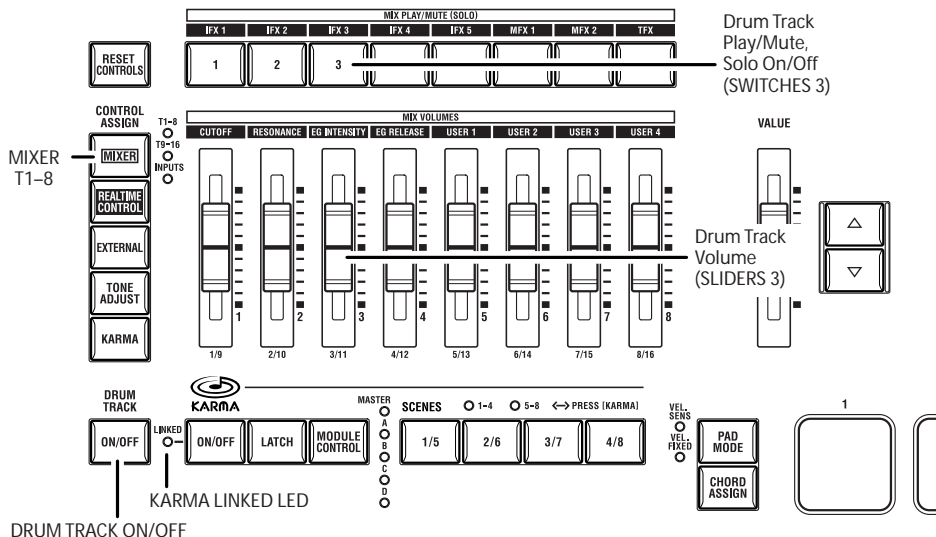 MIX PLAY/MUTE (SOLO)
IFX 1 IFX 2 IFX 3 IFX 4 IFX 5 MFX 1 MFX 2 TFX
RESET CONTROLS
1 2 3
Drum Track
Play/Mute,
Solo On/Off
(SWITCHES 3)
CONTROL
ASSIGN
T1-8
T9-16
INPUTS
MIXER
T1–8
MIXER
REALTIME
CONTROL
EXTERNAL
TONE
ADJUST
KARMA
MIX VOLUMES
CUTOFF RESONANCE EG INTENSITY EG RELEASE USER 1 USER 2 USER 3 USER 4
1 2 3 4 5 6 7 8
1/9 2/10 3/11 4/12 5/13 6/14 7/15 8/16
VALUE
Drum Track
Volume
(SLIDERS 3)
DRUM
TRACK
ON/OFF
LINKED
KARMA
ON/OFF LATCH MODULE CONTROL
MASTER
A
B
C
D
SCENES 1-4 5-8 ↔ PRESS [KARMA]
1/5 2/6 3/7 4/8
VEL.
SENS
VEL.
FIXED
PAD
MODE
CHORD
ASSIGN
1
KARMA LINKED LED
DRUM TRACK ON/OFF